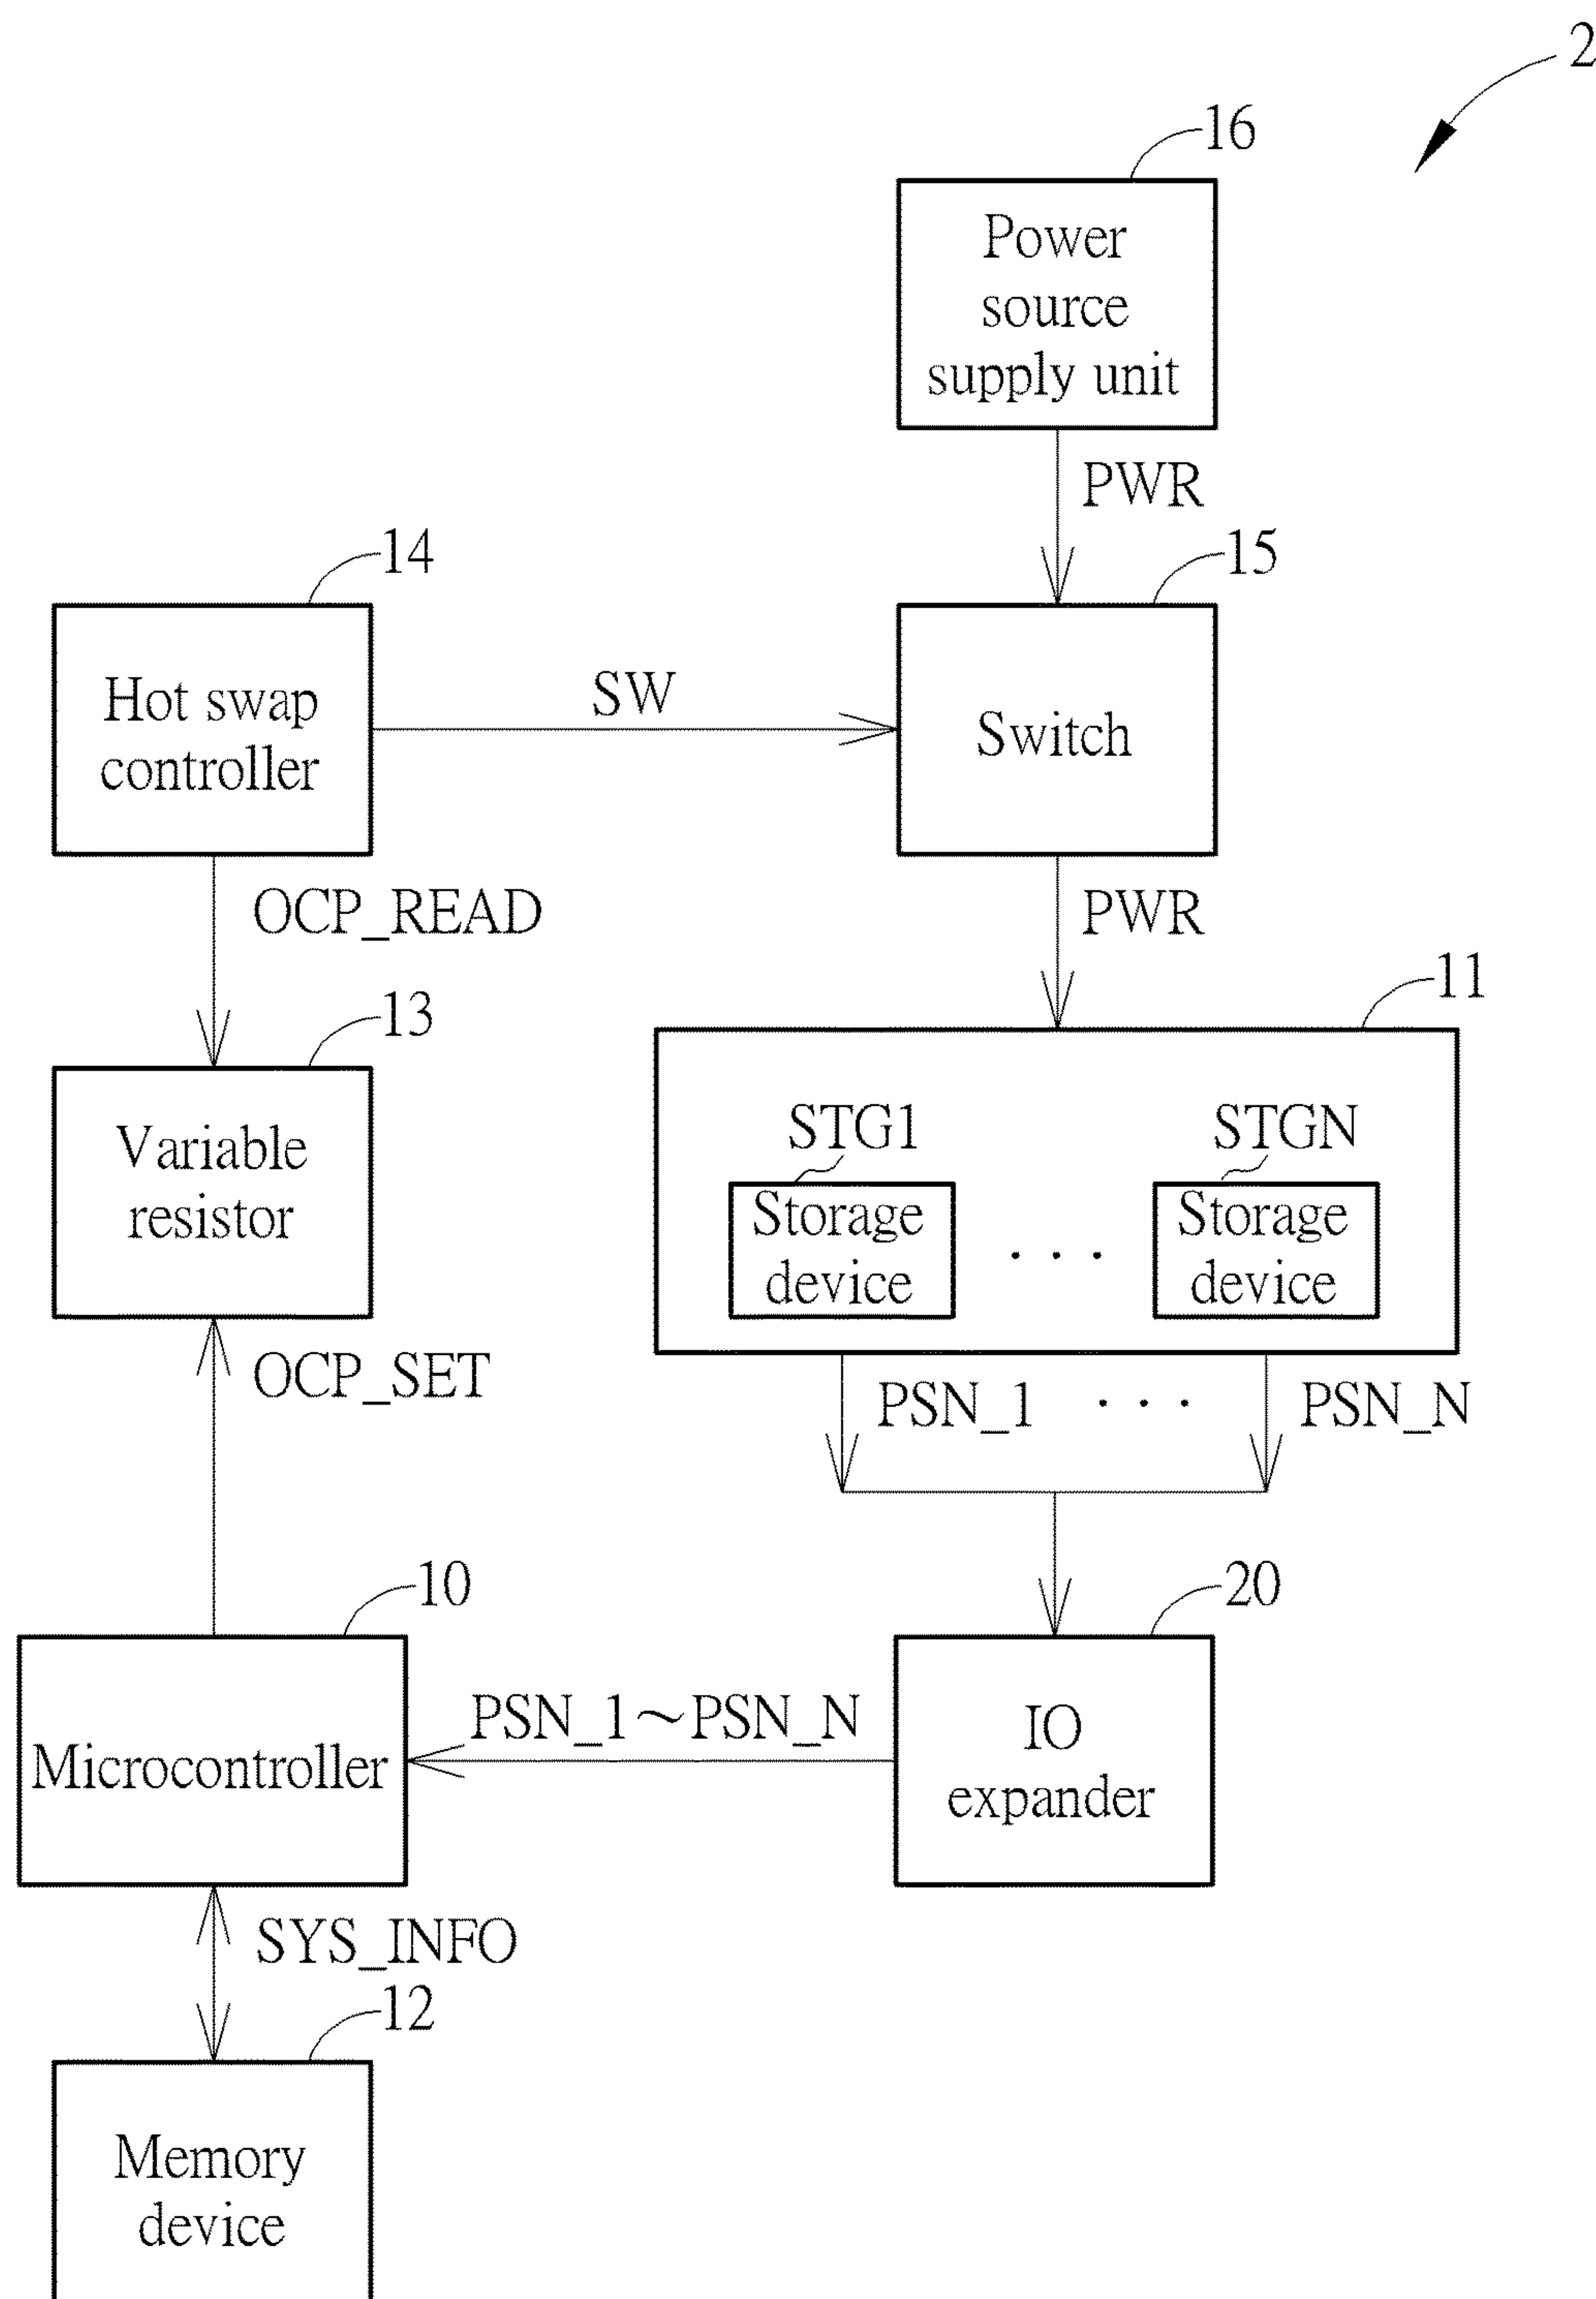 2
16
Power
source
supply unit
PWR
14
15
Hot swap
controller
SW
Switch
OCP_READ
PWR
13
11
Variable
resistor
STG1
STGN
Storage
device
. . .
Storage
device
OCP_SET
PSN_1 . . . PSN_N
10
20
Microcontroller
PSN_1~PSN_N
IO
expander
SYS_INFO
12
Memory
device